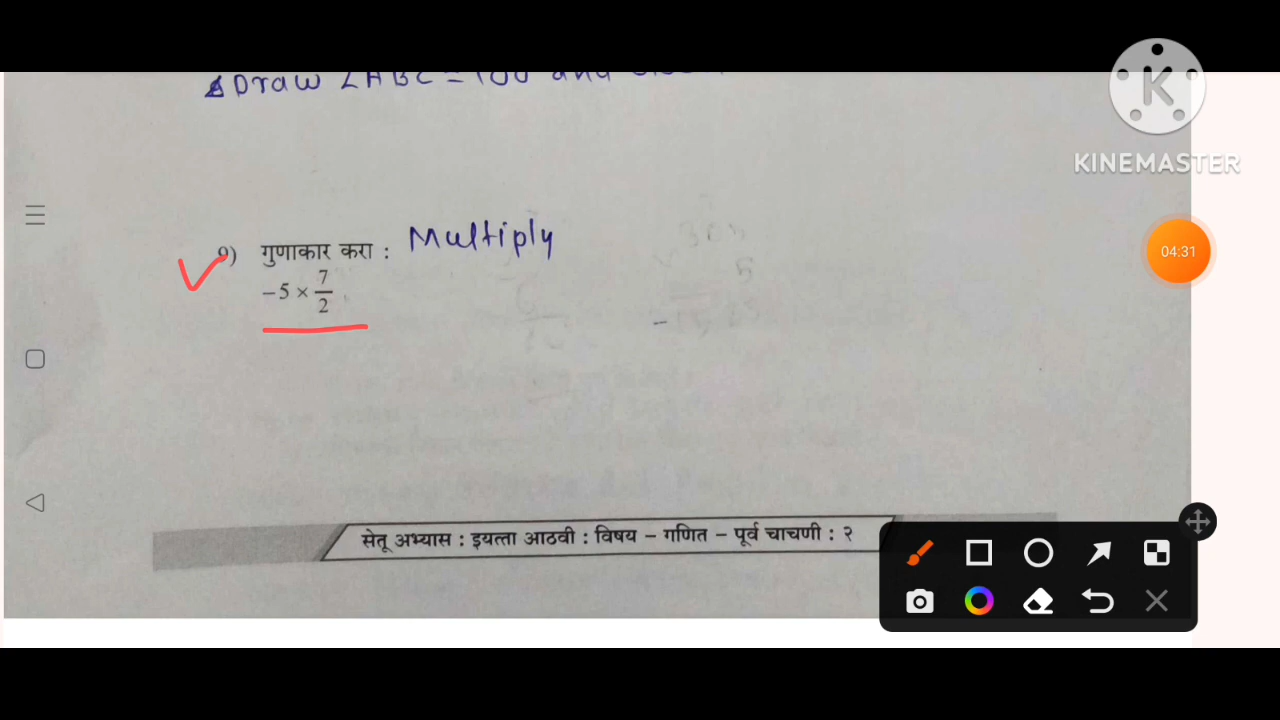 Draw ∠ABC = 100 and
KINEMASTER
9) गुणाकार करा : Multiply
−5 × 7/2
04:31
सेतू अभ्यास : इयत्ता आठवी : विषय – गणित – पूर्व चाचणी : २